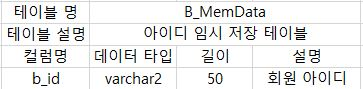 테이블 명 B_MemData
테이블 설명 아이디 임시 저장 테이블
컬럼명 데이터 타입 길이 설명
b_id varchar2 50 회원 아이디